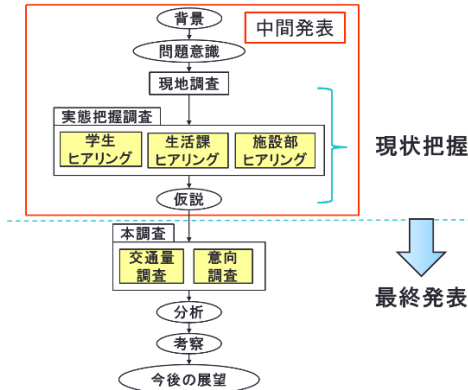 背景
中間発表
問題意識
現地調査
実態把握調査
学生
ヒアリング
生活課
ヒアリング
施設部
ヒアリング
現状把握
仮説
本調査
交通量
調査
意向
調査
最終発表
分析
考察
今後の展望